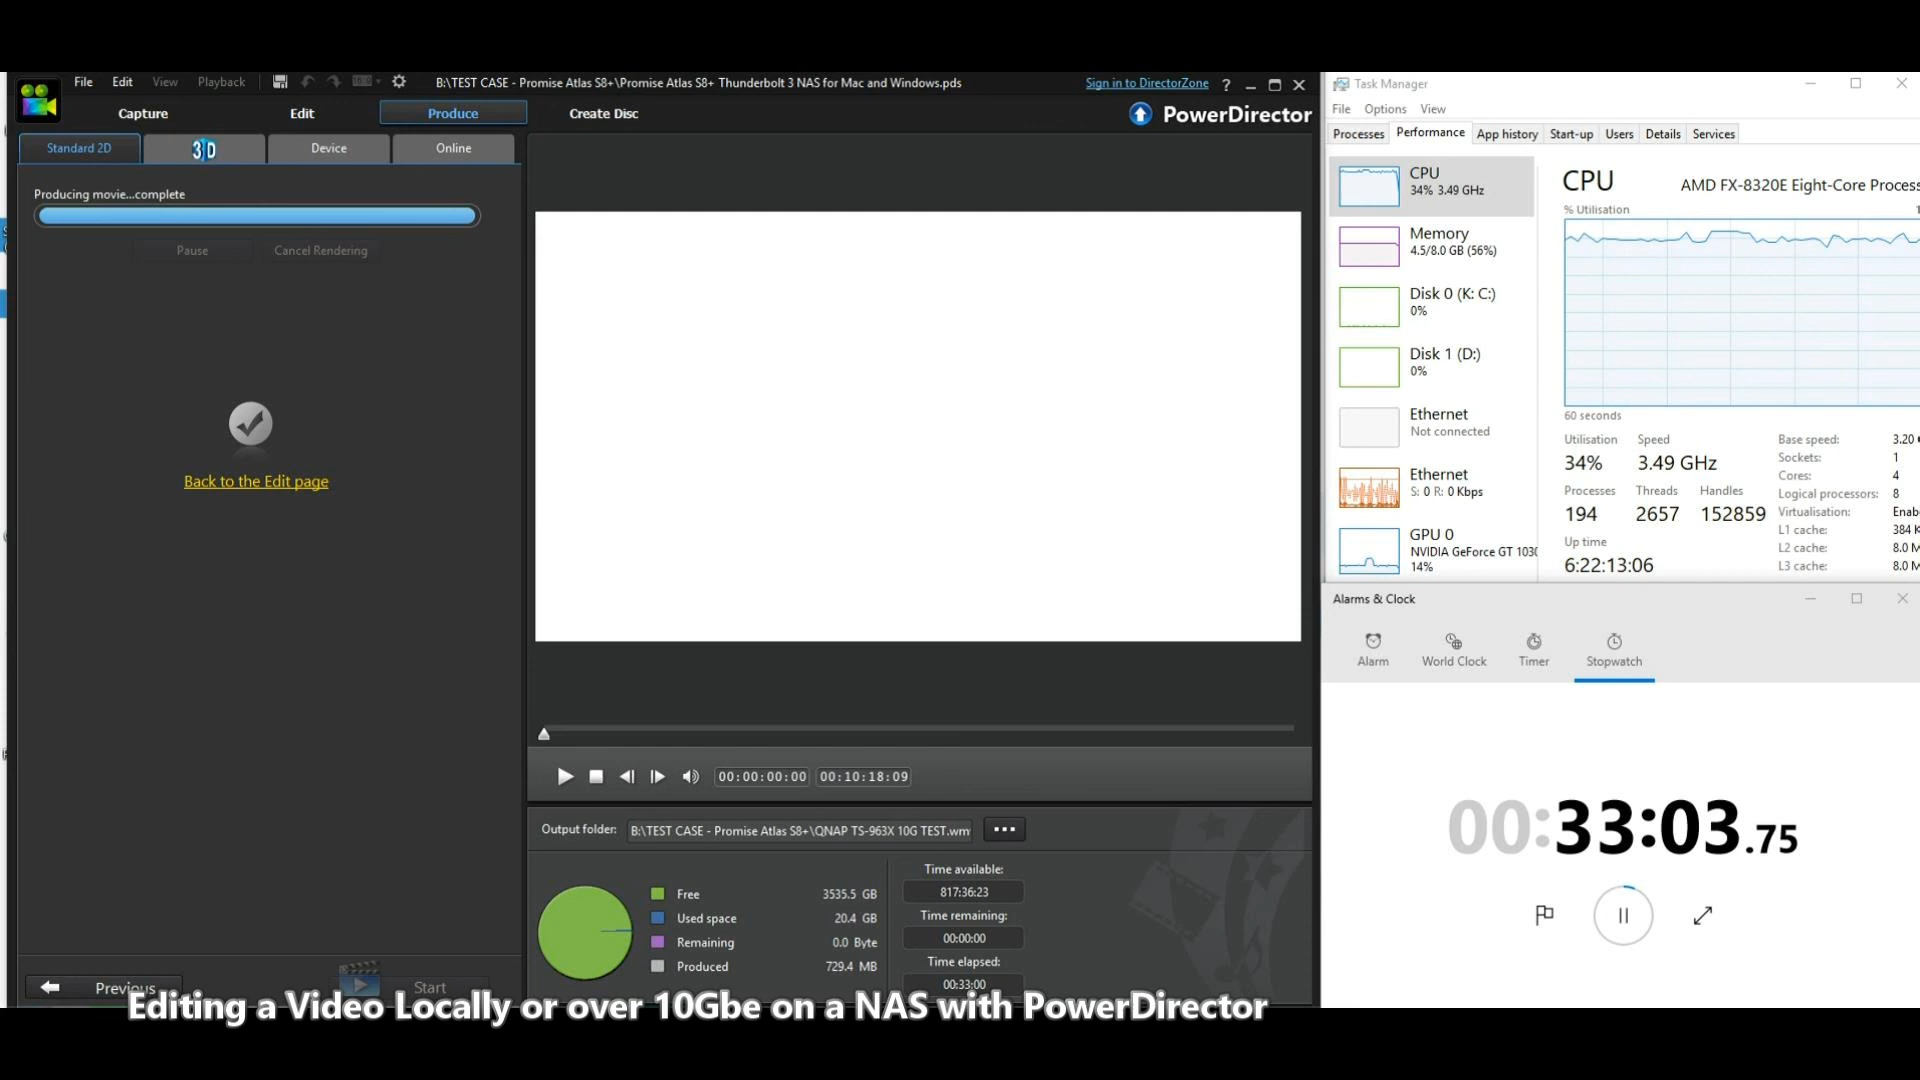 File Edit View Playback
B:\TEST CASE - Promise Atlas S8+\Promise Atlas S8+ Thunderbolt 3 NAS for Mac and Windows.pds
Sign in to DirectorZone ?
Capture Edit Produce Create Disc
PowerDirector
Standard 2D 3D Device Online
Producing movie...complete
Pause Cancel Rendering
Back to the Edit page
00:00:00:00 00:10:18:09
Output folder: B:\TEST CASE - Promise Atlas S8+\QNAP TS-963X 10G TEST.wm
Free 3535.5 GB
Used space 20.4 GB
Remaining 0.0 Byte
Produced 729.4 MB
Time available:
817:36:23
Time remaining:
00:00:00
Time elapsed:
00:33:00
Previous Start
Editing a Video Locally or over 10Gbe on a NAS with PowerDirector
Task Manager
File Options View
Processes Performance App history Start-up Users Details Services
CPU
34% 3.49 GHz
Memory
4.5/8.0 GB (56%)
Disk 0 (K: C:)
0%
Disk 1 (D:)
0%
Ethernet
Not connected
Ethernet
S: 0 R: 0 Kbps
GPU 0
NVIDIA GeForce GT 1030
14%
CPU AMD FX-8320E Eight-Core Process
% Utilisation
60 seconds
Utilisation Speed
34% 3.49 GHz
Processes Threads Handles
194 2657 152859
Up time
6:22:13:06
Base speed: 3.20
Sockets: 1
Cores: 4
Logical processors: 8
Virtualisation: Enab
L1 cache: 384 K
L2 cache: 8.0 M
L3 cache: 8.0 M
Alarms & Clock
Alarm World Clock Timer Stopwatch
00:33:03.75